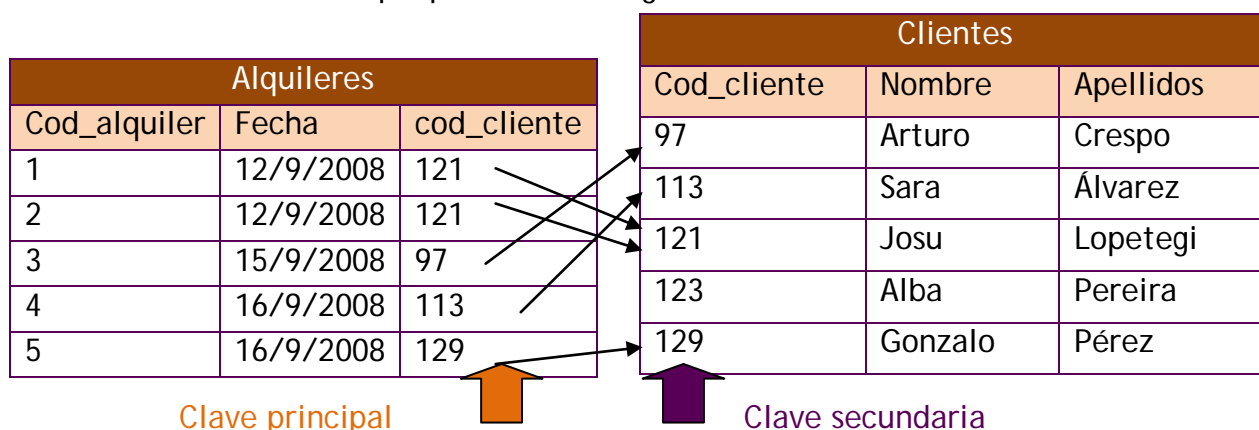 Clientes
Cod_cliente Nombre Apellidos
97 Arturo Crespo
113 Sara Álvarez
121 Josu Lopetegi
123 Alba Pereira
129 Gonzalo Pérez
Alquileres
Cod_alquiler Fecha cod_cliente
1 12/9/2008 121
2 12/9/2008 121
3 15/9/2008 97
4 16/9/2008 113
5 16/9/2008 129
Clave principal
Clave secundaria